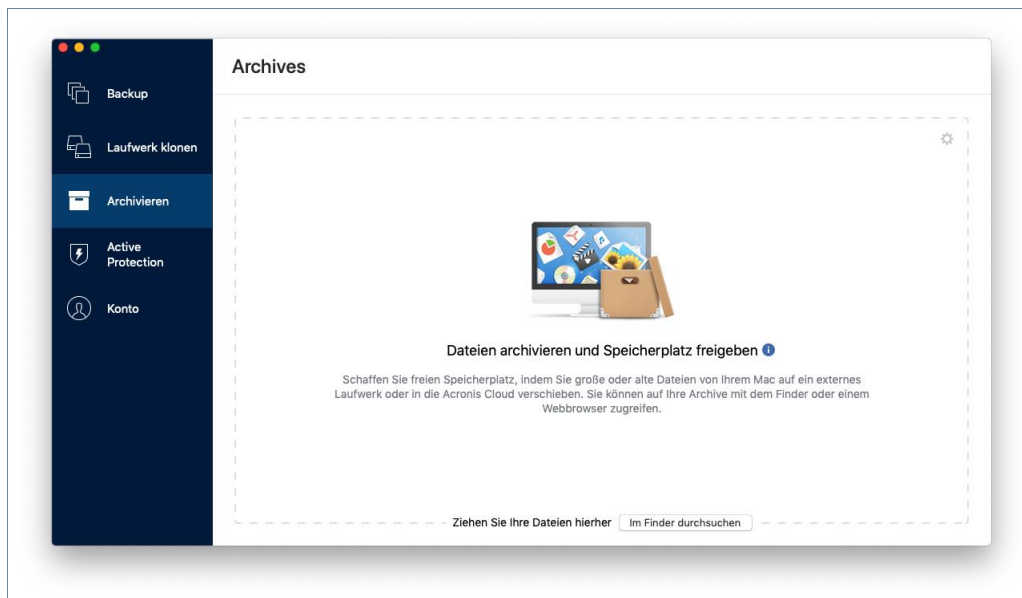 Archives
Backup
Laufwerk klonen
Archivieren
Active
Protection
Konto
Dateien archivieren und Speicherplatz freigeben
Schaffen Sie freien Speicherplatz, indem Sie große oder alte Dateien von Ihrem Mac auf ein externes
Laufwerk oder in die Acronis Cloud verschieben. Sie können auf Ihre Archive mit dem Finder oder einem
Webbrowser zugreifen.
Ziehen Sie Ihre Dateien hierher Im Finder durchsuchen